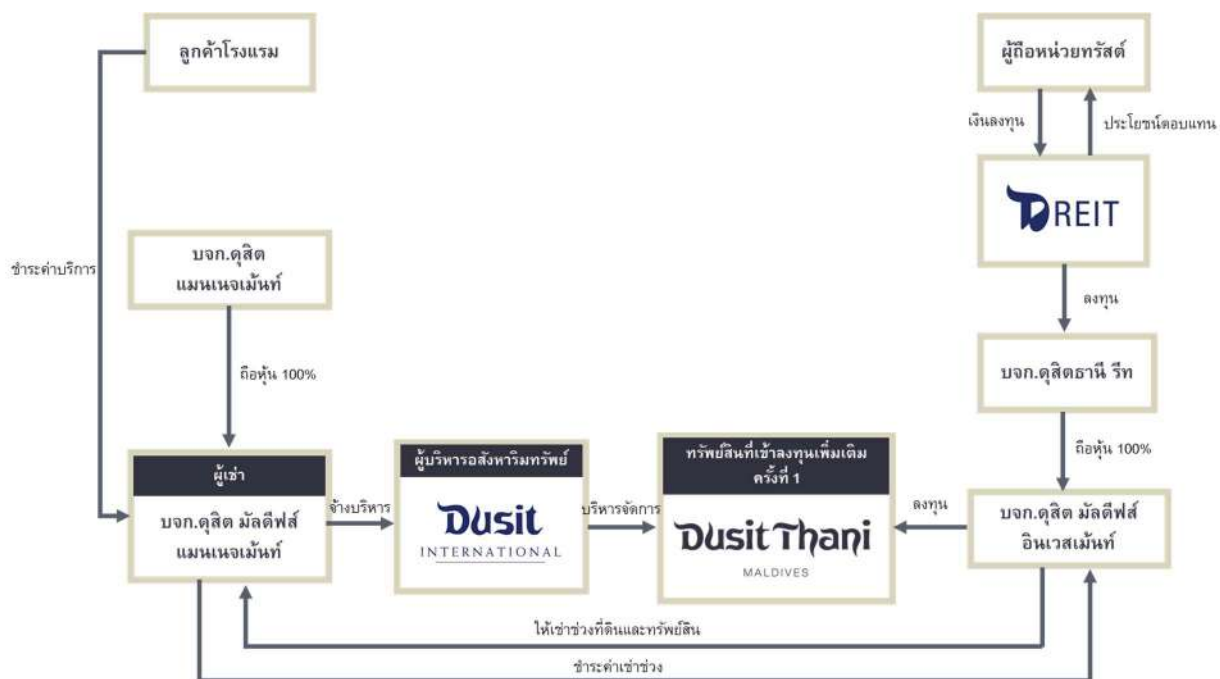 ลูกค้าโรงแรม
ผู้ถือหน่วยทรัสต์
เงินลงทุน
ประโยชน์ตอบแทน
DREIT
บจก.ดุสิต
แมนเนจเม้นท์
ชำระค่าบริการ
ลงทุน
ถือหุ้น 100%
บจก.ดุสิตธานี รีท
ถือหุ้น 100%
ผู้เช่า
บจก.ดุสิต มัลดีฟส์
แมนเนจเม้นท์
จ้างบริหาร
ผู้บริหารอสังหาริมทรัพย์
Dusit
INTERNATIONAL
บริหารจัดการ
ทรัพย์สินที่เข้าลงทุนเพิ่มเติม
ครั้งที่ 1
Dusit Thani
MALDIVES
ลงทุน
บจก.ดุสิต มัลดีฟส์
อินเวสเม้นท์
ให้เช่าช่วงที่ดินและทรัพย์สิน
ชำระค่าเช่าช่วง